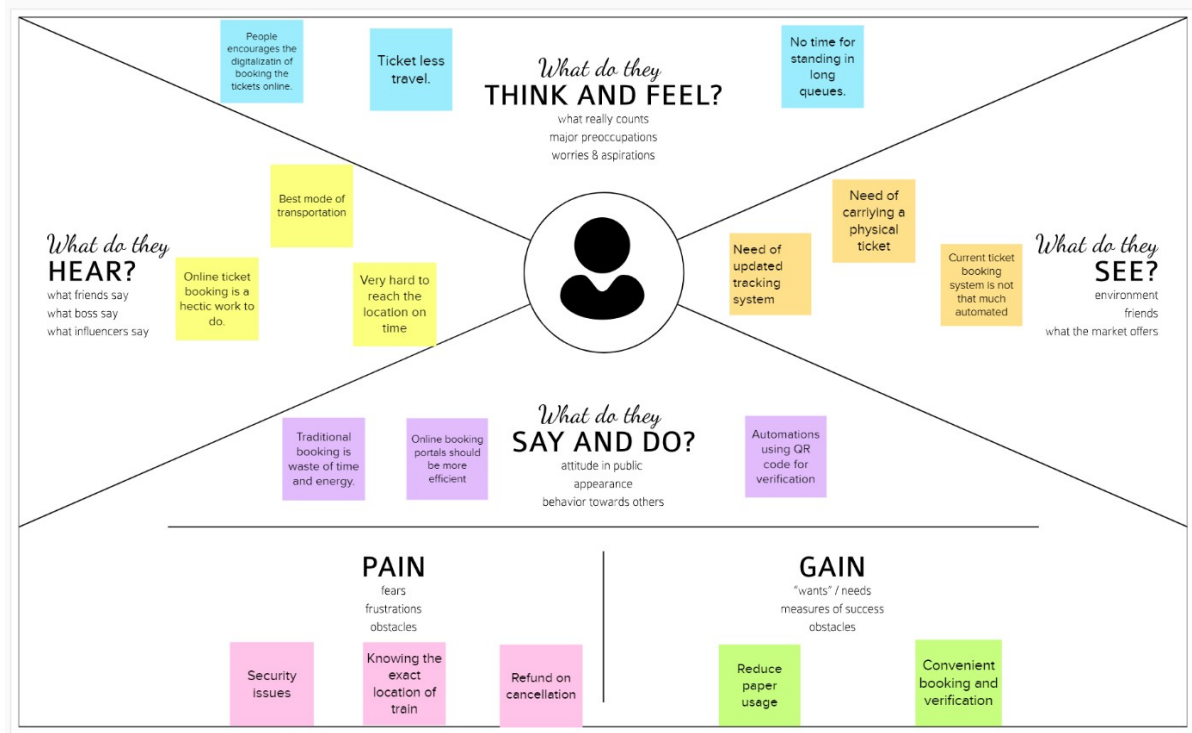 People
encourages the
digitalizatin of
booking the
tickets online.
Ticket less
travel.
What do they
THINK AND FEEL?
what really counts
major preoccupations
worries & aspirations
No time for
standing in
long
queues.
What do they
HEAR?
what friends say
what boss say
what influencers say
Best mode of
transportation
Online ticket
booking is a
hectic work to
do.
Very hard to
reach the
location on
time
Need of
updated
tracking
system
Need of
carriying a
physical
ticket
Current ticket
booking
system is not
that much
automated
What do they
SEE?
environment
friends
what the market offers
Traditional
booking is
waste of time
and energy.
Online booking
portals should
be more
efficient
What do they
SAY AND DO?
attitude in public
appearance
behavior towards others
Automations
using QR
code for
verification
PAIN
fears
frustrations
obstacles
Security
issues
Knowing the
exact
location of
train
Refund on
cancellation
GAIN
"wants" / needs
measures of success
obstacles
Reduce
paper
usage
Convenient
booking and
verification